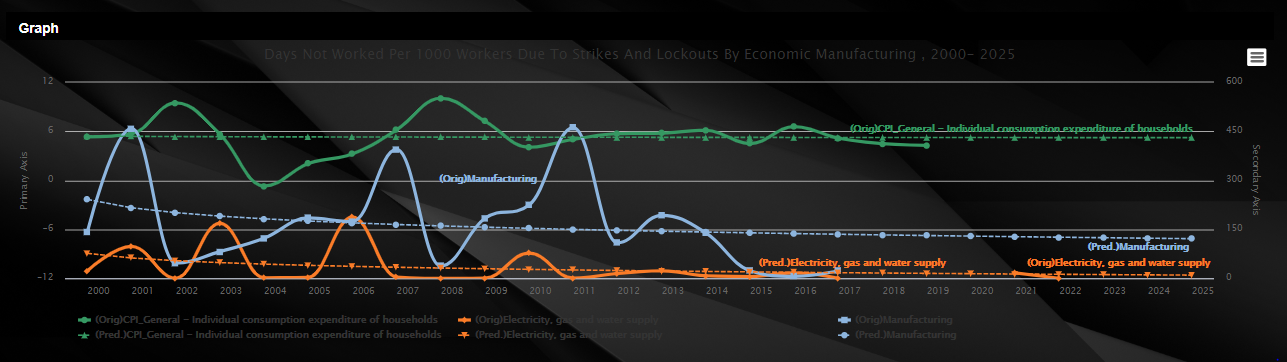 Graph
Days Not Worked Per 1000 Workers Due To Strikes And Lockouts By Economic Manufacturing , 2000– 2025
12 600
6 450
0 300
–6 150
–12 0
Primary Axis
Secondary Axis
(Orig)CPI_General – Individual consumption expenditure of households
(Orig)Manufacturing
(Pred.)Manufacturing
(Pred.)Electricity, gas and water supply (Orig)Electricity, gas and water supply
2000 2001 2002 2003 2004 2005 2006 2007 2008 2009 2010 2011 2012 2013 2014 2015 2016 2017 2018 2019 2020 2021 2022 2023 2024 2025
(Orig)CPI_General – Individual consumption expenditure of households (Orig)Electricity, gas and water supply (Orig)Manufacturing
(Pred.)CPI_General – Individual consumption expenditure of households (Pred.)Electricity, gas and water supply (Pred.)Manufacturing